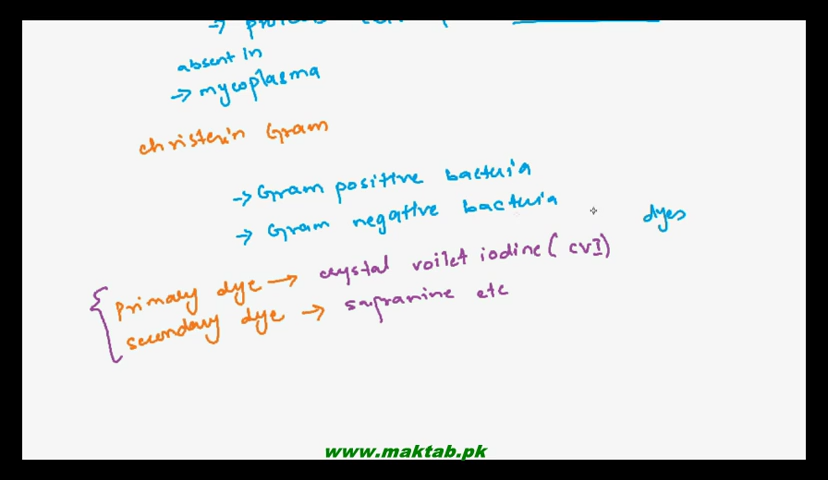 absent in
→ mycoplasma
christein Gram
→ Gram positive bacteria
→ Gram negative bacteria
dyes
Primary dye → crystal voilet iodine ( CVI )
secondary dye → safranine etc
www.maktab.pk